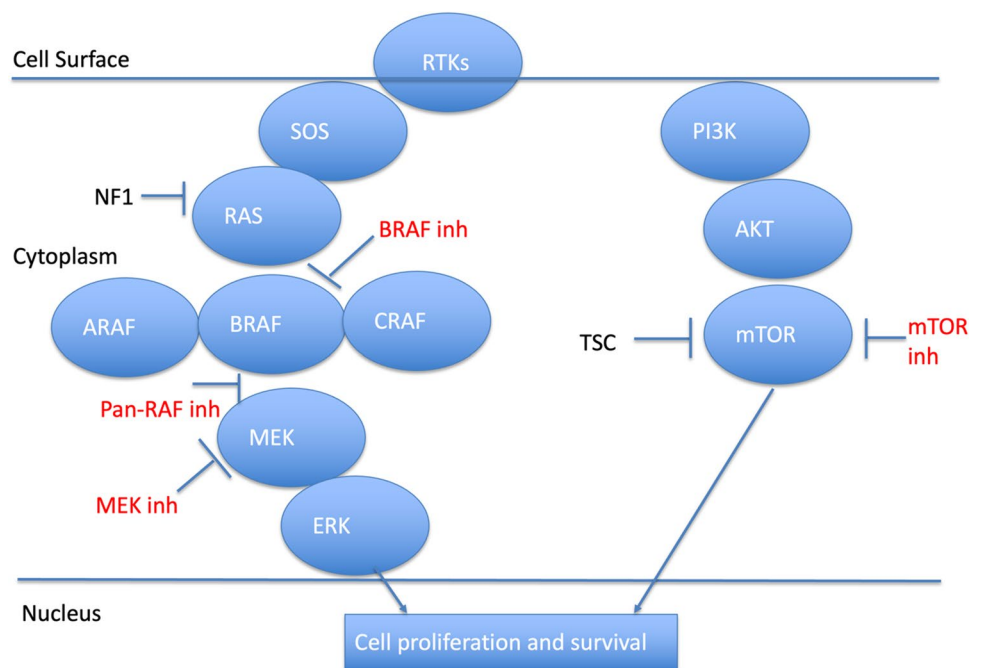 RTKs
Cell Surface
SOS
PI3K
NF1
RAS
BRAF inh
AKT
Cytoplasm
ARAF
BRAF
CRAF
TSC
mTOR
mTOR
inh
Pan-RAF inh
MEK
MEK inh
ERK
Nucleus
Cell proliferation and survival